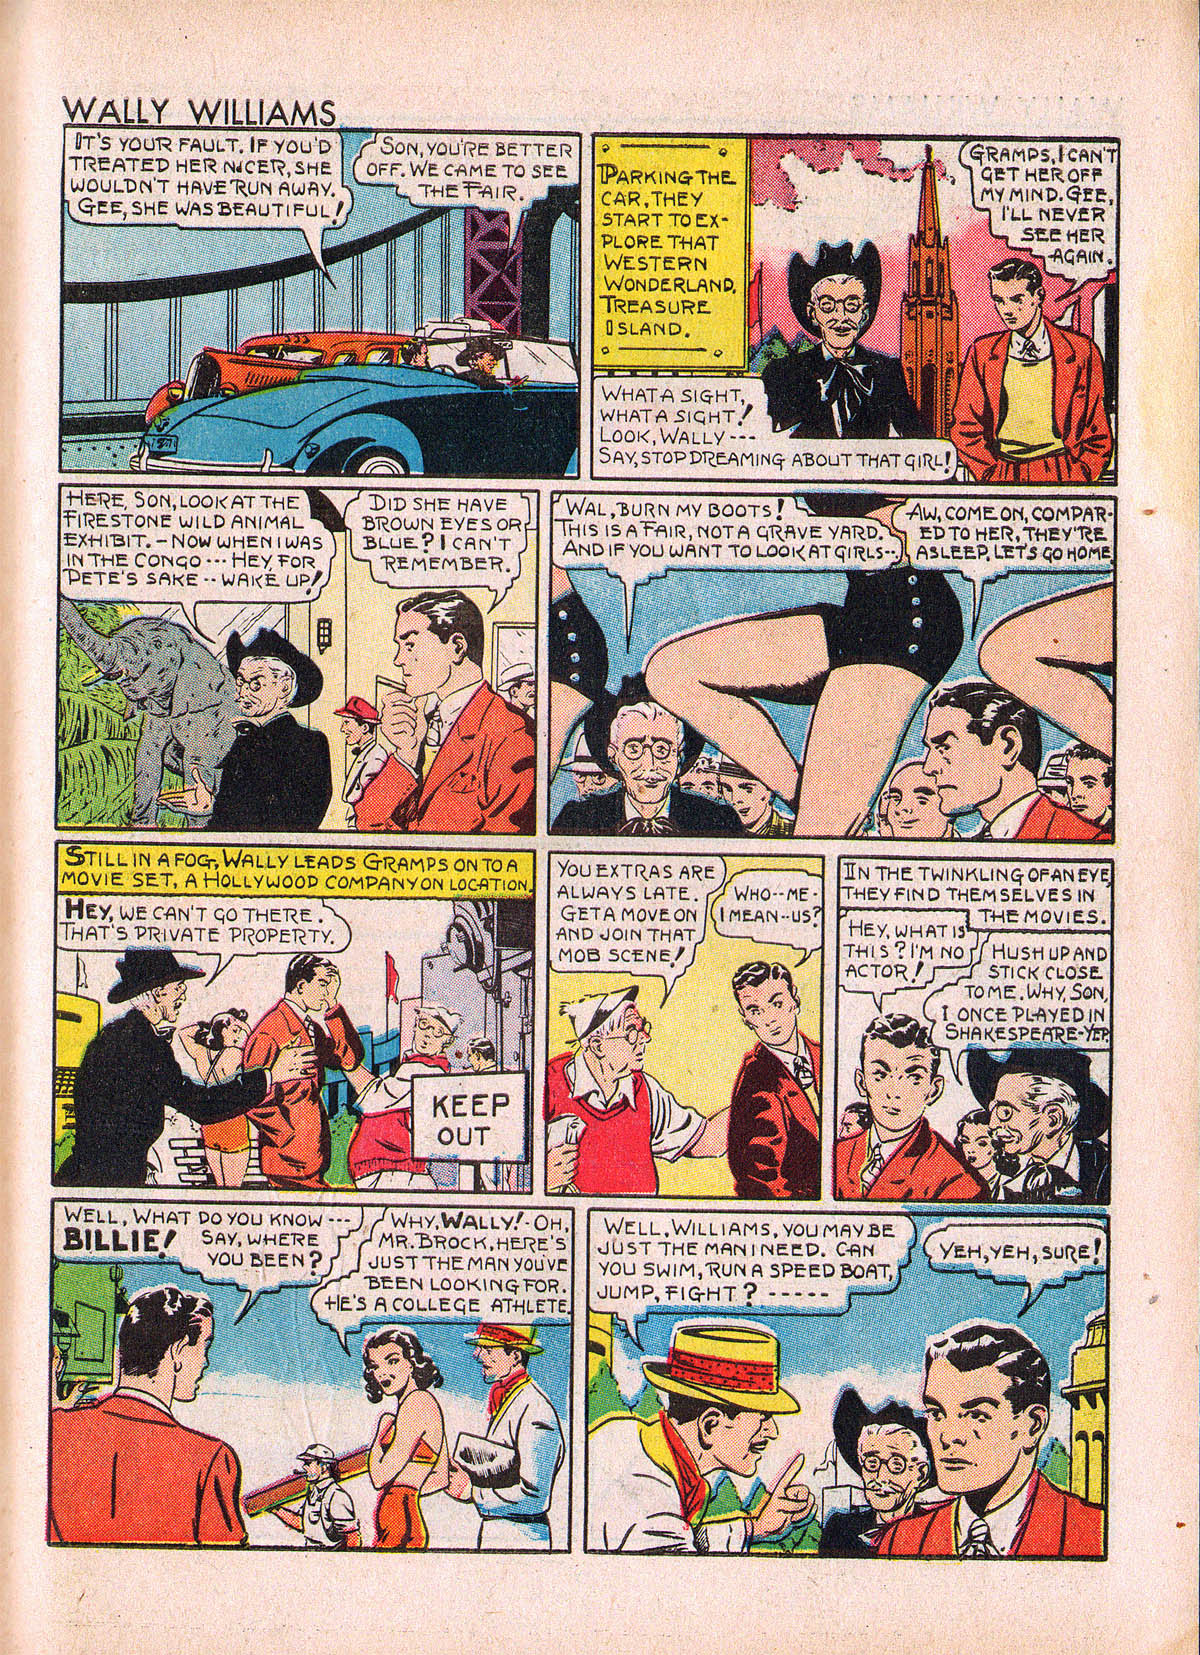 WALLY WILLIAMS
IT'S YOUR FAULT. IF YOU'D
TREATED HER NICER, SHE
WOULDN'T HAVE RUN AWAY.
GEE, SHE WAS BEAUTIFUL!
SON, YOU'RE BETTER
OFF. WE CAME TO SEE
THE FAIR.
PARKING THE
CAR, THEY
START TO EX-
PLORE THAT
WESTERN
WONDERLAND,
TREASURE
ISLAND.
GRAMPS, I CAN'T
GET HER OFF
MY MIND. GEE,
I'LL NEVER
SEE HER
AGAIN.
WHAT A SIGHT,
WHAT A SIGHT!
LOOK, WALLY ---
SAY, STOP DREAMING ABOUT THAT GIRL!
HERE, SON, LOOK AT THE
FIRESTONE WILD ANIMAL
EXHIBIT. - NOW WHEN I WAS
IN THE CONGO --- HEY, FOR
PETE'S SAKE -- WAKE UP!
DID SHE HAVE
BROWN EYES OR
BLUE? I CAN'T
REMEMBER.
WAL, BURN MY BOOTS!
THIS IS A FAIR, NOT A GRAVE YARD.
AND IF YOU WANT TO LOOK AT GIRLS--
AW, COME ON, COMPAR-
ED TO HER, THEY'RE
ASLEEP. LET'S GO HOME.
STILL IN A FOG, WALLY LEADS GRAMPS ON TO A
MOVIE SET, A HOLLYWOOD COMPANY ON LOCATION.
HEY, WE CAN'T GO THERE.
THAT'S PRIVATE PROPERTY.
KEEP
OUT
YOU EXTRAS ARE
ALWAYS LATE.
GET A MOVE ON
AND JOIN THAT
MOB SCENE!
WHO--ME-
I MEAN--US?
IN THE TWINKLING OF AN EYE,
THEY FIND THEMSELVES IN
THE MOVIES.
HEY, WHAT IS
THIS? I'M NO
ACTOR!
HUSH UP AND
STICK CLOSE
TO ME. WHY, SON,
I ONCE PLAYED IN
SHAKESPEARE-YEP.
WELL, WHAT DO YOU KNOW ---
BILLIE!
SAY, WHERE
YOU BEEN?
WHY, WALLY! - OH,
MR. BROCK, HERE'S
JUST THE MAN YOU'VE
BEEN LOOKING FOR.
HE'S A COLLEGE ATHLETE.
WELL, WILLIAMS, YOU MAY BE
JUST THE MAN I NEED. CAN
YOU SWIM, RUN A SPEED BOAT,
JUMP, FIGHT? ------
YEH, YEH, SURE!